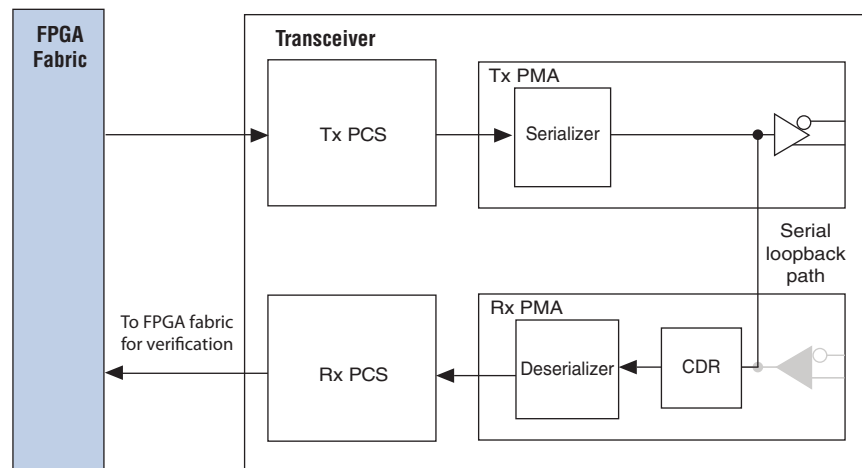 FPGA
Fabric
Transceiver
Tx PMA
Tx PCS
Serializer
Serial
loopback
path
To FPGA fabric
for verification
Rx PMA
Rx PCS
Deserializer
CDR